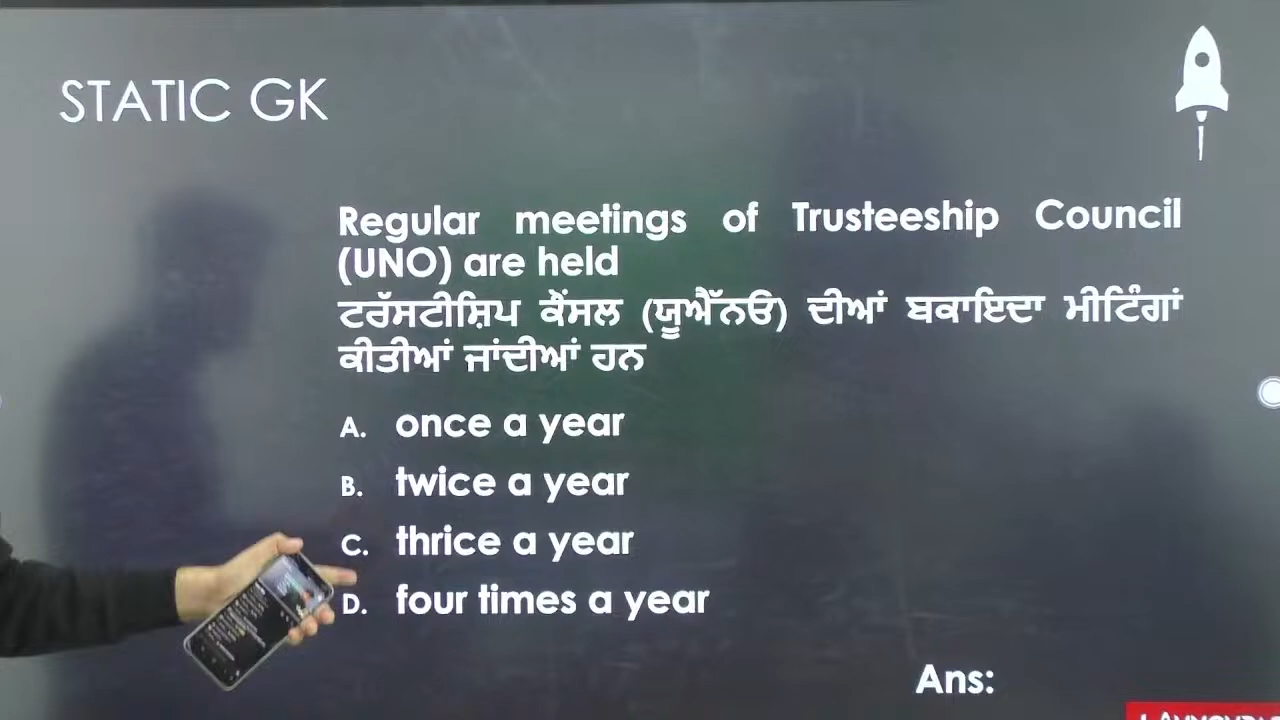 STATIC GK
Regular meetings of Trusteeship Council
(UNO) are held
ਟਰੱਸਟੀਸ਼ਿਪ ਕੌਂਸਲ (ਯੂਐੱਨਓ) ਦੀਆਂ ਬਕਾਇਦਾ ਮੀਟਿੰਗਾਂ
ਕੀਤੀਆਂ ਜਾਂਦੀਆਂ ਹਨ
A. once a year
B. twice a year
C. thrice a year
D. four times a year
Ans: